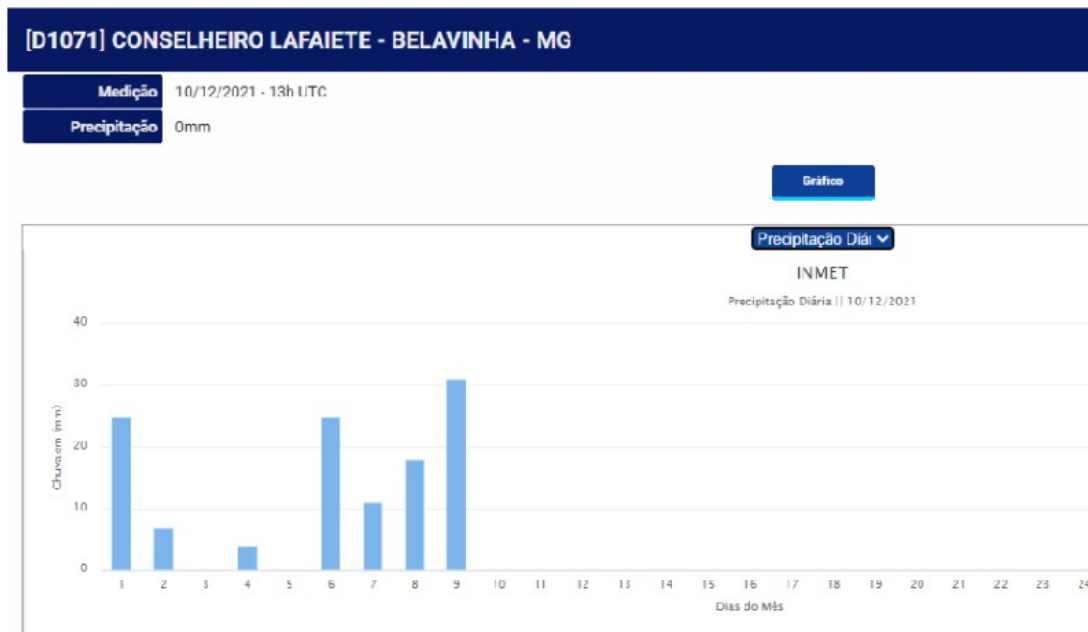 [D1071] CONSELHEIRO LAFAIETE - BELAVINHA - MG
Medição 10/12/2021 - 13h UTC
Precipitação 0mm
Gráfico
Precipitação Diái
INMET
Precipitação Diária || 10/12/2021
40
30
20
10
0
Chuva em (mm)
1 2 3 4 5 6 7 8 9 10 11 12 13 14 15 16 17 18 19 20 21 22 23 24
Dias do Mês